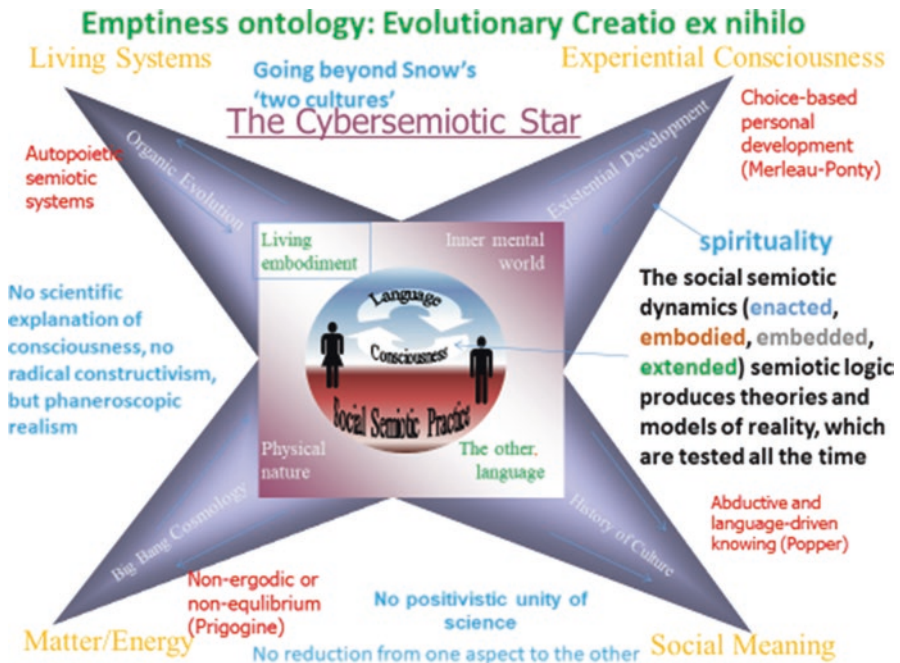 Emptiness ontology: Evolutionary Creatio ex nihilo
Living Systems
Experiential Consciousness
Going beyond Snow's
'two cultures'
The Cybersemiotic Star
Choice-based
personal
development
(Merleau-Ponty)
Organic Evolution
Existential Development
Autopoietic
semiotic
systems
Living
embodiment
Inner mental
world
spirituality
Language
Consciousness
Social Semiotic Practice
No scientific
explanation of
consciousness, no
radical constructivism,
but phaneroscopic
realism
The social semiotic
dynamics (enacted,
embodied, embedded,
extended) semiotic logic
produces theories and
models of reality, which
are tested all the time
Physical
nature
The other,
language
Big Bang Cosmology
History of Culture
Abductive and
language-driven
knowing (Popper)
Non-ergodic or
non-equlibrium
(Prigogine)
No positivistic unity of
science
Matter/Energy
Social Meaning
No reduction from one aspect to the other